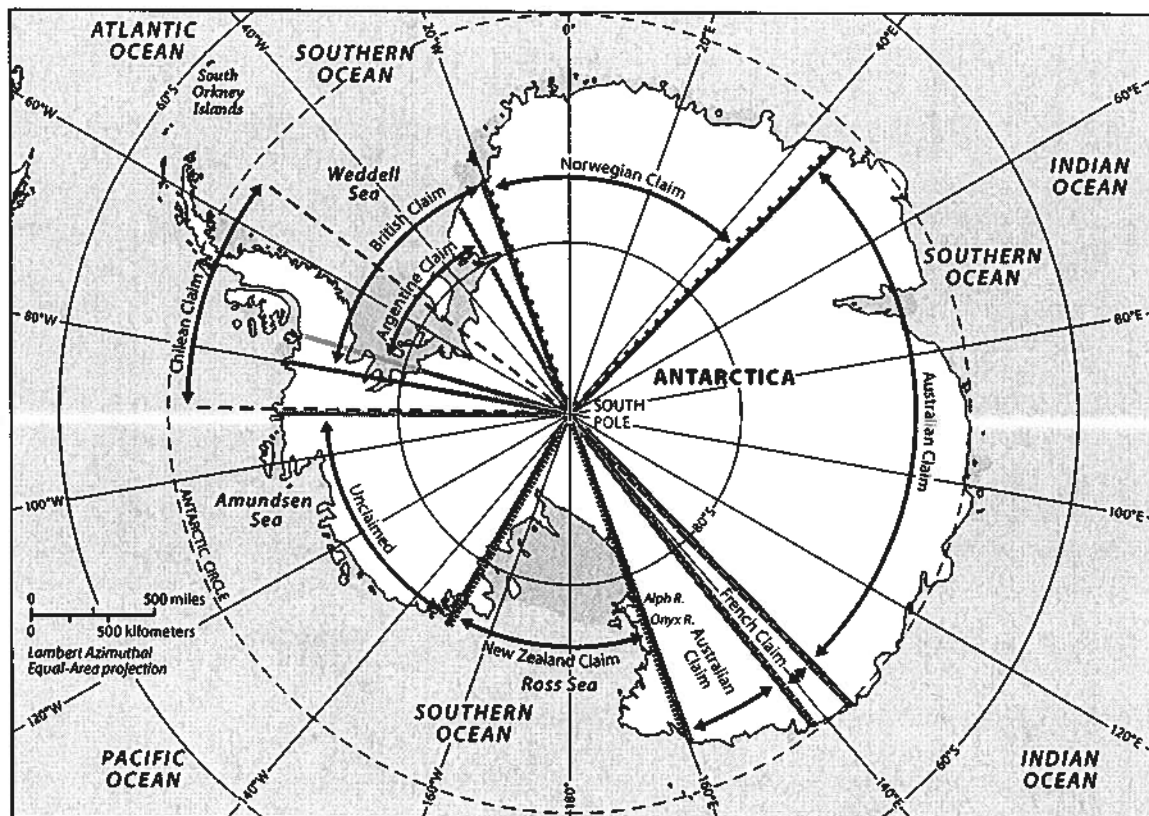 ATLANTIC
OCEAN
SOUTHERN
OCEAN
South
Orkney
Islands
60°W
60°S
40°W
20°W
0°
20°E
40°E
60°E
INDIAN
OCEAN
Weddell
Sea
Norwegian Claim
British Claim
Argentine Claim
Chilean Claim
SOUTHERN
OCEAN
80°W
80°E
ANTARCTICA
SOUTH
POLE
Australian Claim
100°W
Amundsen
Sea
Unclaimed
ANTARCTIC CIRCLE
80°S
100°E
0 500 miles
0 500 kilometers
Lambert Azimuthal
Equal-Area projection
Alph R.
Onyx R.
French Claim
Australian
Claim
New Zealand Claim
Ross Sea
SOUTHERN
OCEAN
120°W
PACIFIC
OCEAN
40°W
160°W
180°
160°E
140°E
60°S
120°E
INDIAN
OCEAN